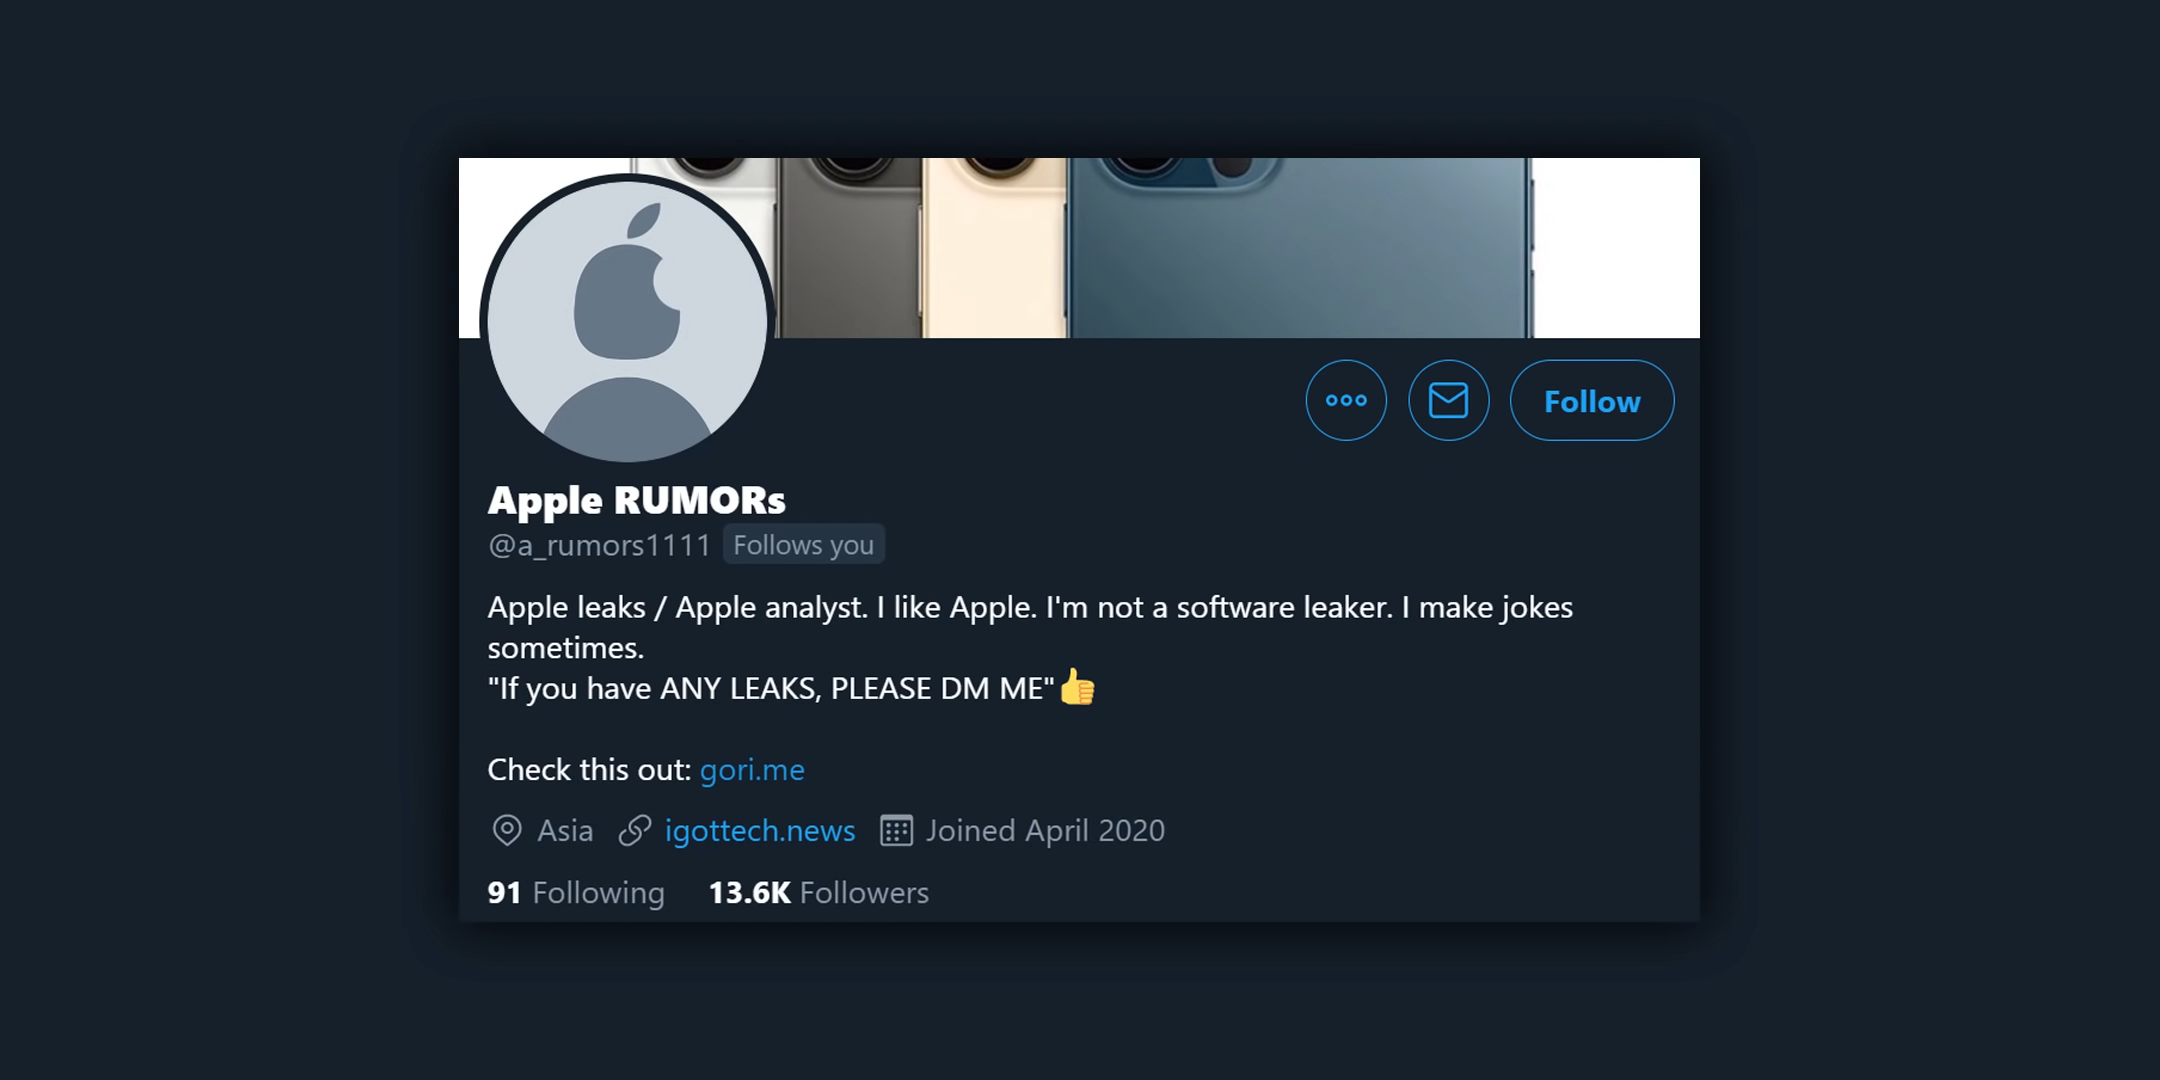 Follow
Apple RUMORs
@a_rumors1111 Follows you
Apple leaks / Apple analyst. I like Apple. I'm not a software leaker. I make jokes
sometimes.
"If you have ANY LEAKS, PLEASE DM ME"👍
Check this out: gori.me
Asia igottech.news Joined April 2020
91 Following 13.6K Followers